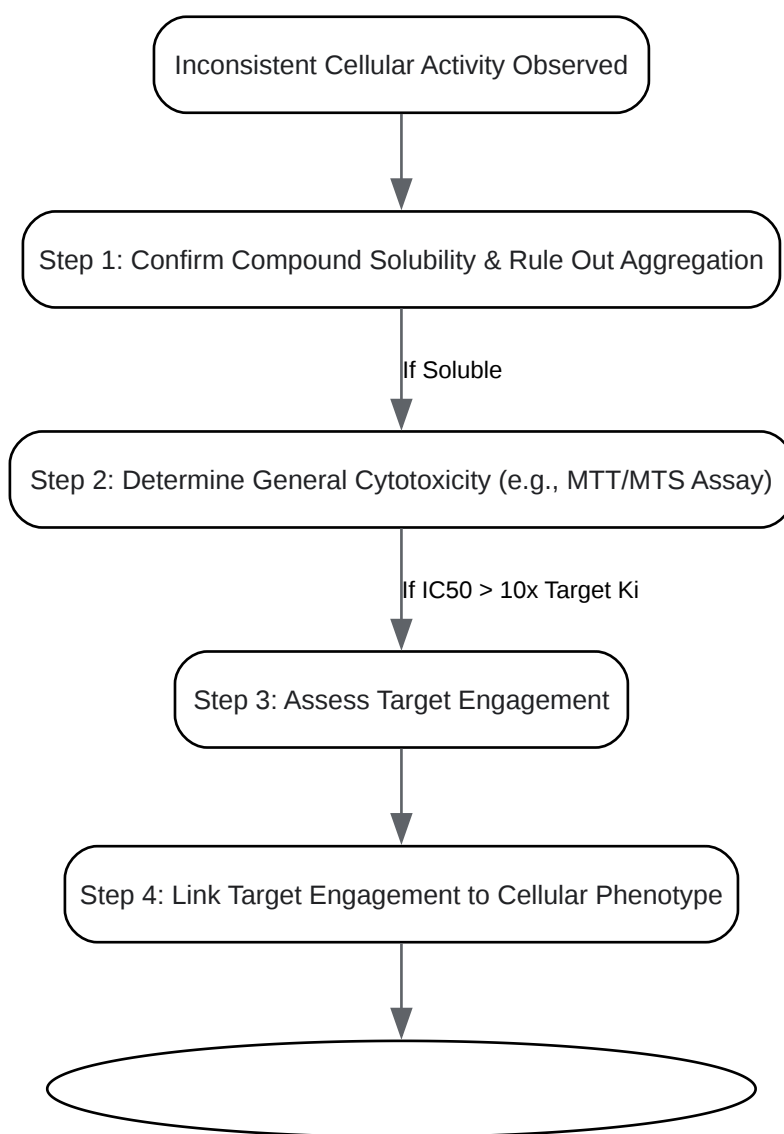 Inconsistent Cellular Activity Observed
Step 1: Confirm Compound Solubility & Rule Out Aggregation
If Soluble
Step 2: Determine General Cytotoxicity (e.g., MTT/MTS Assay)
If IC50 > 10x Target Ki
Step 3: Assess Target Engagement
Step 4: Link Target Engagement to Cellular Phenotype